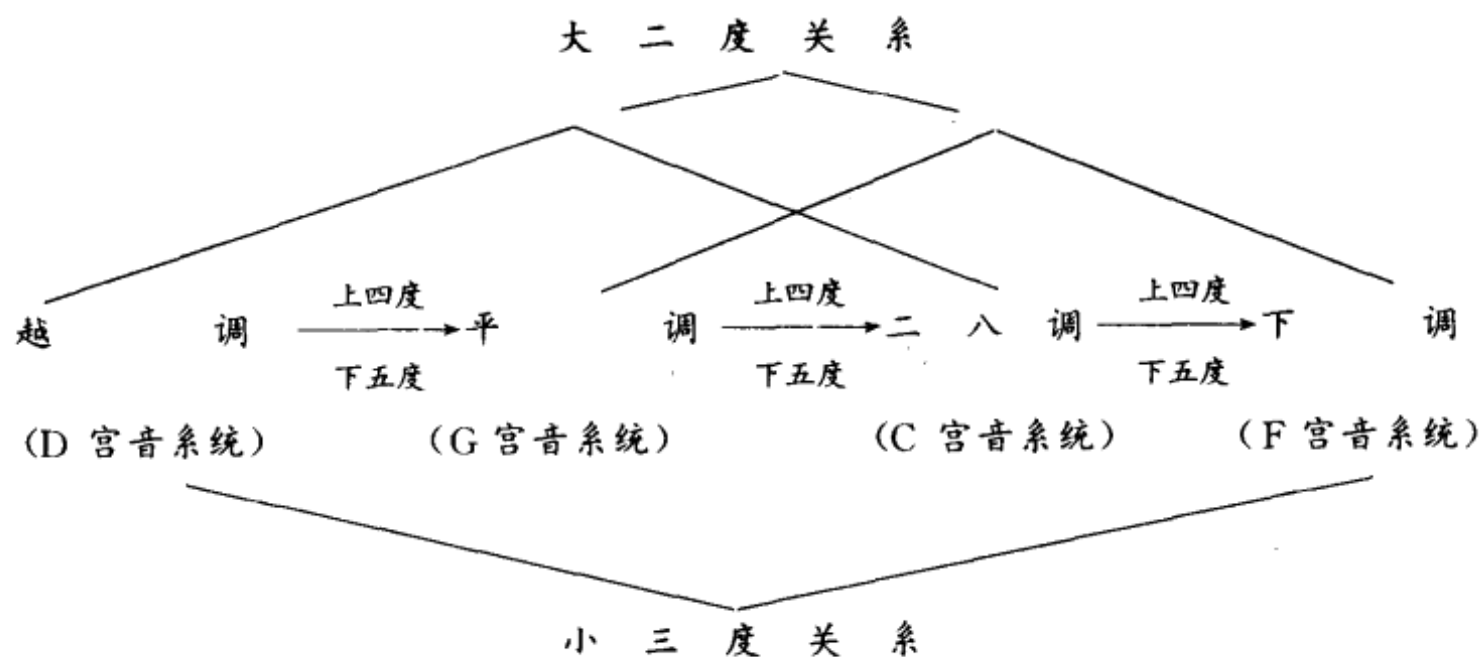 大二度关系
上四度 上四度 上四度
越调 平调 二八调 下调
下五度 下五度 下五度
(D 宫音系统) (G 宫音系统) (C 宫音系统) (F 宫音系统)
小三度关系